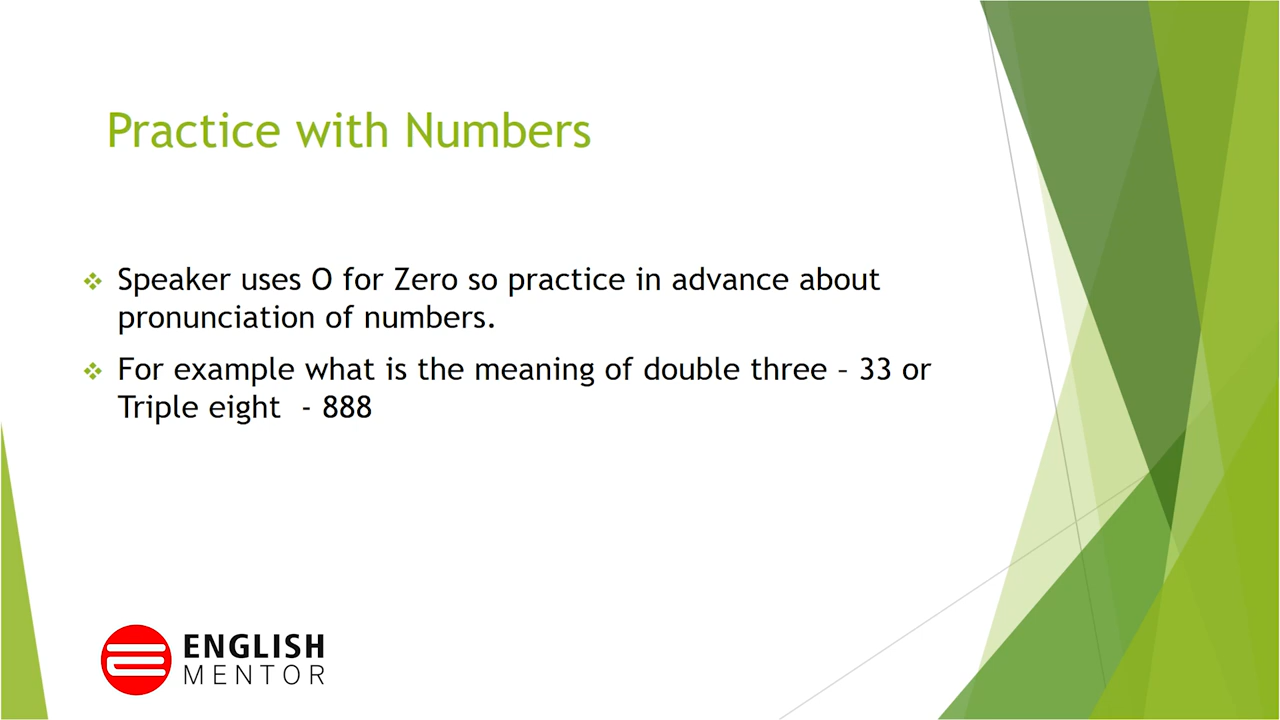 Practice with Numbers
Speaker uses O for Zero so practice in advance about
pronunciation of numbers.
For example what is the meaning of double three – 33 or
Triple eight  - 888
ENGLISH
MENTOR